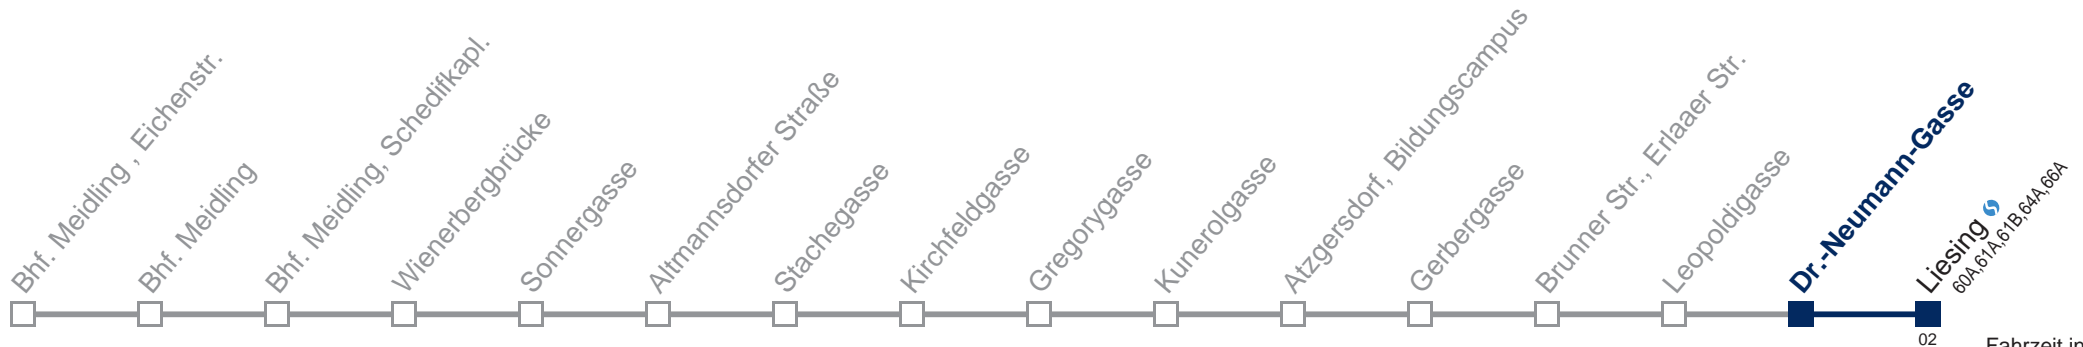 Bhf. Meidling , Eichenstr.
Bhf. Meidling
Bhf. Meidling, Schedifkapl.
Wienerbergbrücke
Sonnergasse
Altmannsdorfer Straße
Stachegasse
Kirchfeldgasse
Gregorygasse
Kunerolgasse
Atzgersdorf, Bildungscampus
Gerbergasse
Brunner Str., Erlaaer Str.
Leopoldigasse
Dr.-Neumann-Gasse
Liesing
60A,61A,61B,64A,66A
02
Fahrzeit in